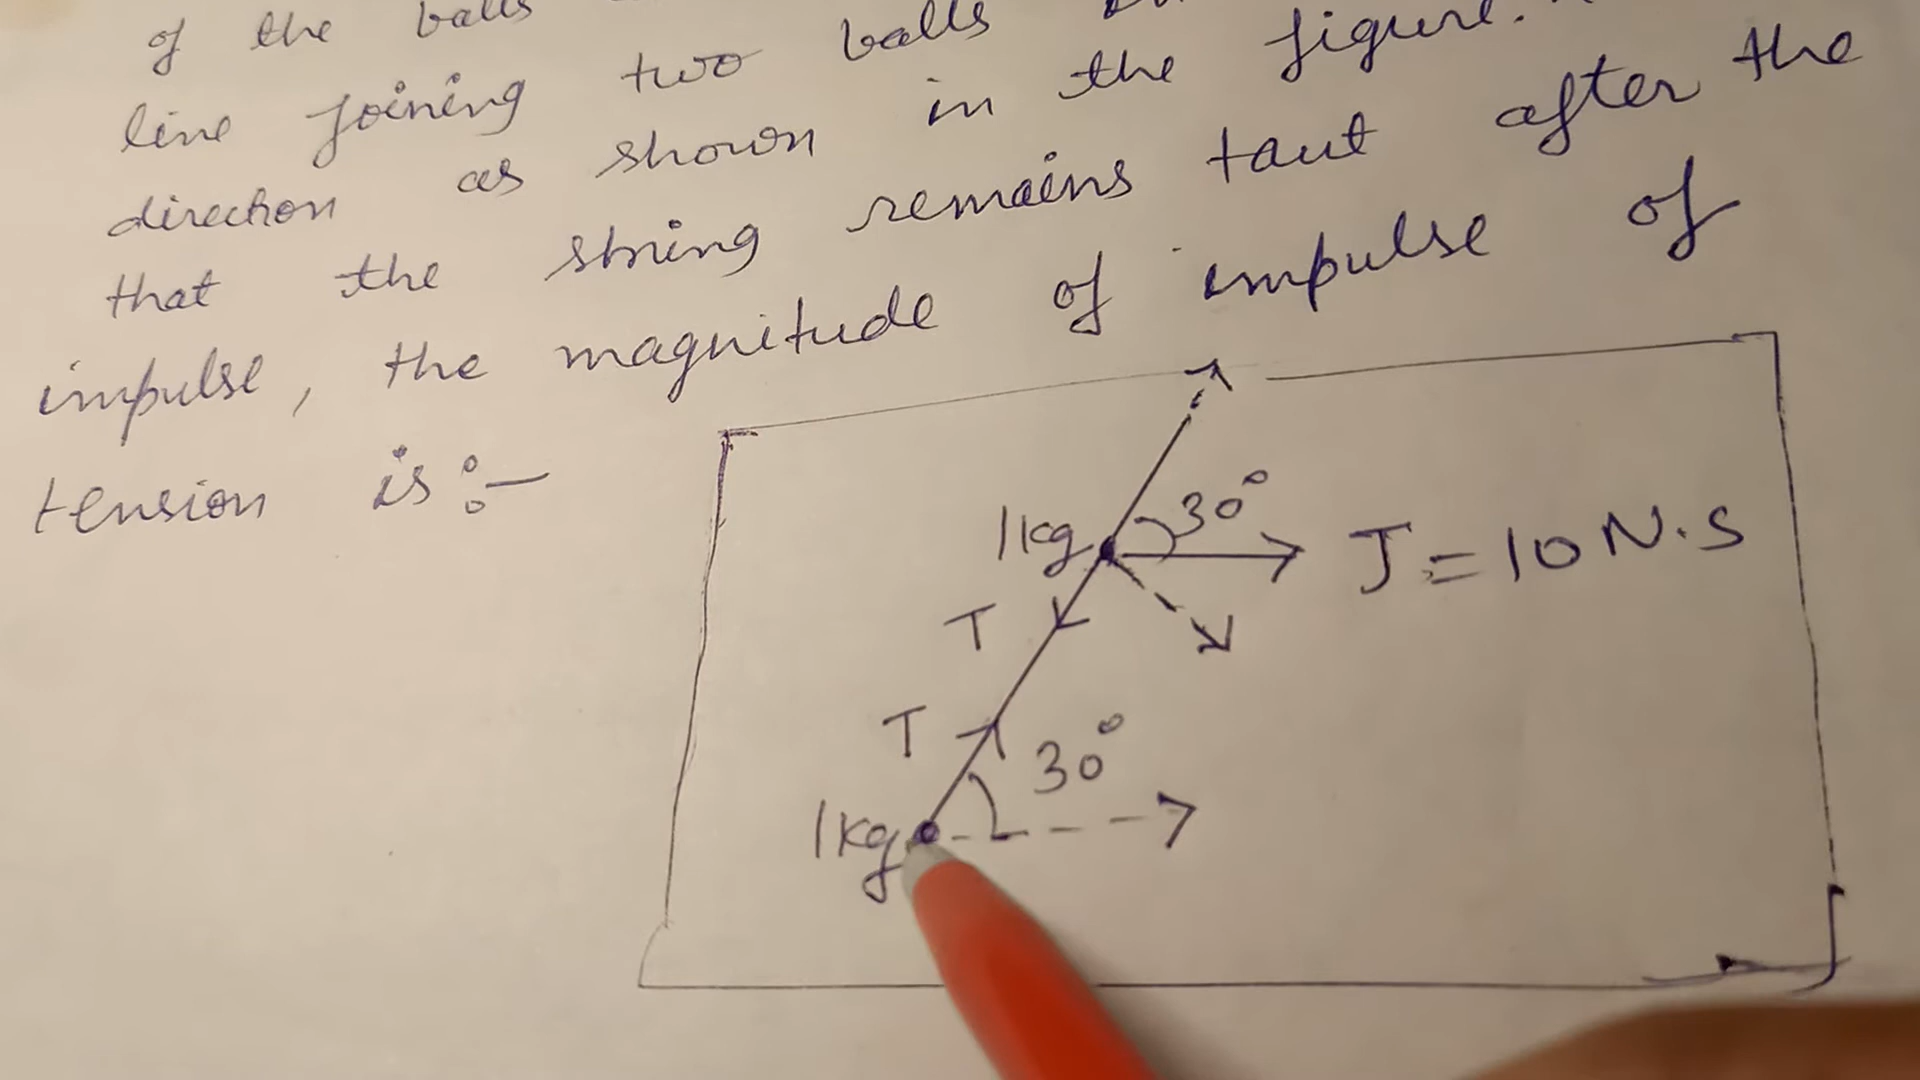 of the balls
line joining two balls
direction as shown in the figure.
that the string remains taut after the
impulse, the magnitude of impulse of
tension is :-
30°
1kg
J = 10 N.S
T
T
30°
1kg